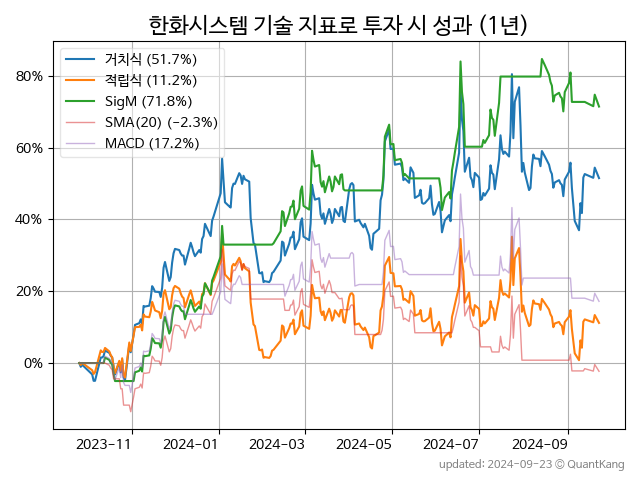 한화시스템 기술 지표로 투자 시 성과 (1년)
거치식 (51.7%)
적립식 (11.2%)
SigM (71.8%)
SMA(20) (−2.3%)
MACD (17.2%)
80%
60%
40%
20%
0%
2023−11 2024−01 2024−03 2024−05 2024−07 2024−09
updated: 2024−09−23 © QuantKang